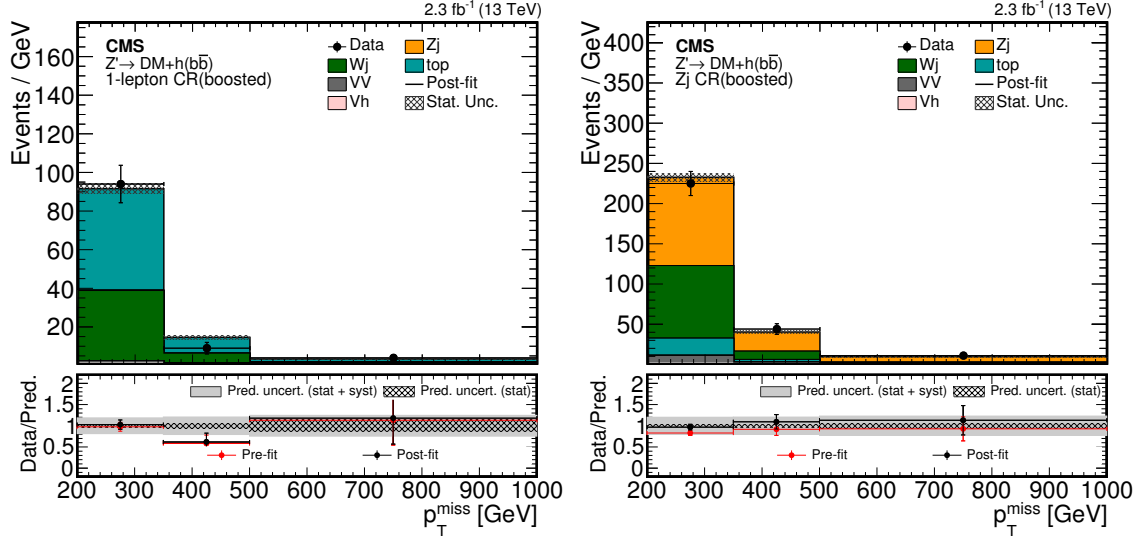 2.3 fb⁻¹ (13 TeV)
Events / GeV
160
140
120
100
80
60
40
20
CMS
Z'→ DM+h(bb̅)
1-lepton CR(boosted)
Data
Wj
VV
Vh
Zj
top
Post-fit
Stat. Unc.
Data/Pred.
2
1.5
1
0.5
0
Pred. uncert. (stat + syst)
Pred. uncert. (stat)
Pre-fit
Post-fit
200 300 400 500 600 700 800 900 1000
p_T^miss [GeV]
2.3 fb⁻¹ (13 TeV)
Events / GeV
400
350
300
250
200
150
100
50
CMS
Z'→ DM+h(bb̅)
Zj CR(boosted)
Data
Wj
VV
Vh
Zj
top
Post-fit
Stat. Unc.
Data/Pred.
2
1.5
1
0.5
0
Pred. uncert. (stat + syst)
Pred. uncert. (stat)
Pre-fit
Post-fit
200 300 400 500 600 700 800 900 1000
p_T^miss [GeV]